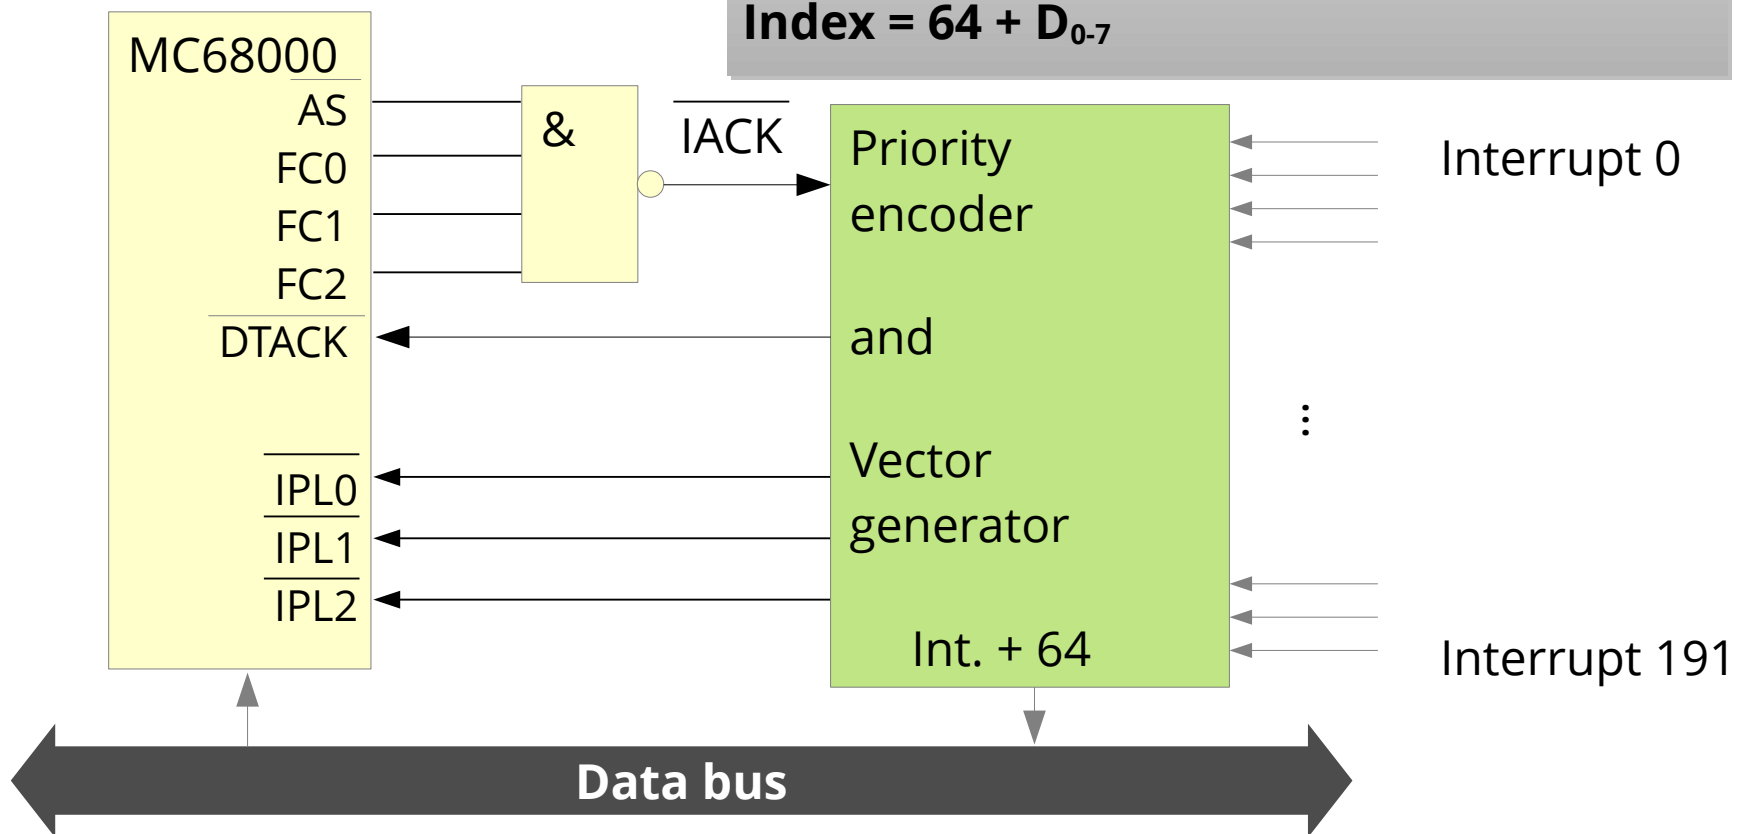 Index = 64 + D0-7
MC68000
AS
FC0
FC1
FC2
DTACK
IPL0
IPL1
IPL2
&
IACK
Priority
encoder
and
Vector
generator
Int. + 64
Interrupt 0
...
Interrupt 191
Data bus